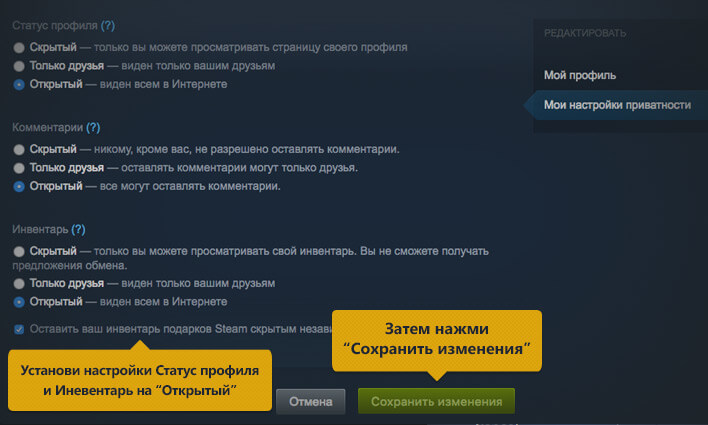 Статус профиля (?)
Скрытый — только вы можете просматривать страницу своего профиля
Только друзья — виден только вашим друзьям
Открытый — виден всем в Интернете
РЕДАКТИРОВАТЬ
Мой профиль
Мои настройки приватности
Комментарии (?)
Скрытый — никому, кроме вас, не разрешено оставлять комментарии.
Только друзья — оставлять комментарии могут только друзья.
Открытый — все могут оставлять комментарии.
Инвентарь (?)
Скрытый — только вы можете просматривать свой инвентарь. Вы не сможете получать
предложения обмена.
Только друзья — виден только вашим друзьям
Открытый — виден всем в Интернете
Оставить ваш инвентарь подарков Steam скрытым незави
Затем нажми
“Сохранить изменения”
Установи настройки Статус профиля
и Иневентарь на “Открытый”
Отмена
Сохранить изменения